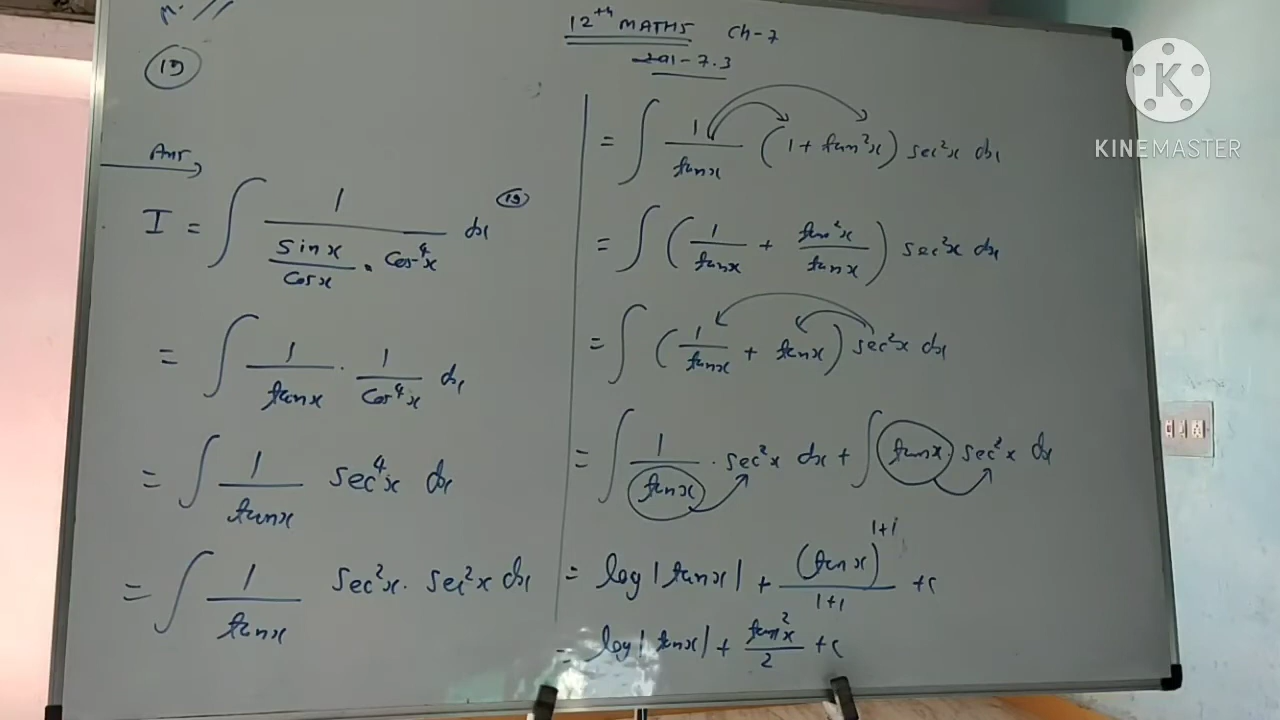 12th MATHS Ch-7
7.3
19
K
KINEMASTER
Ans
I = ∫ 1 / (sinx/cosx . cos⁴x) dx
19
= ∫ 1/tanx . 1/cos⁴x dx
= ∫ 1/tanx sec⁴x dx
= ∫ 1/tanx sec²x . sec²x dx
= ∫ 1/tanx (1 + tan²x) sec²x dx
= ∫ (1/tanx + tan²x/tanx) sec²x dx
= ∫ (1/tanx + tanx) sec²x dx
= ∫ 1/tanx . sec²x dx + ∫ tanx . sec²x dx
= log|tanx| + (tanx)¹⁺¹/1+1 + c
= log|tanx| + tan²x/2 + c